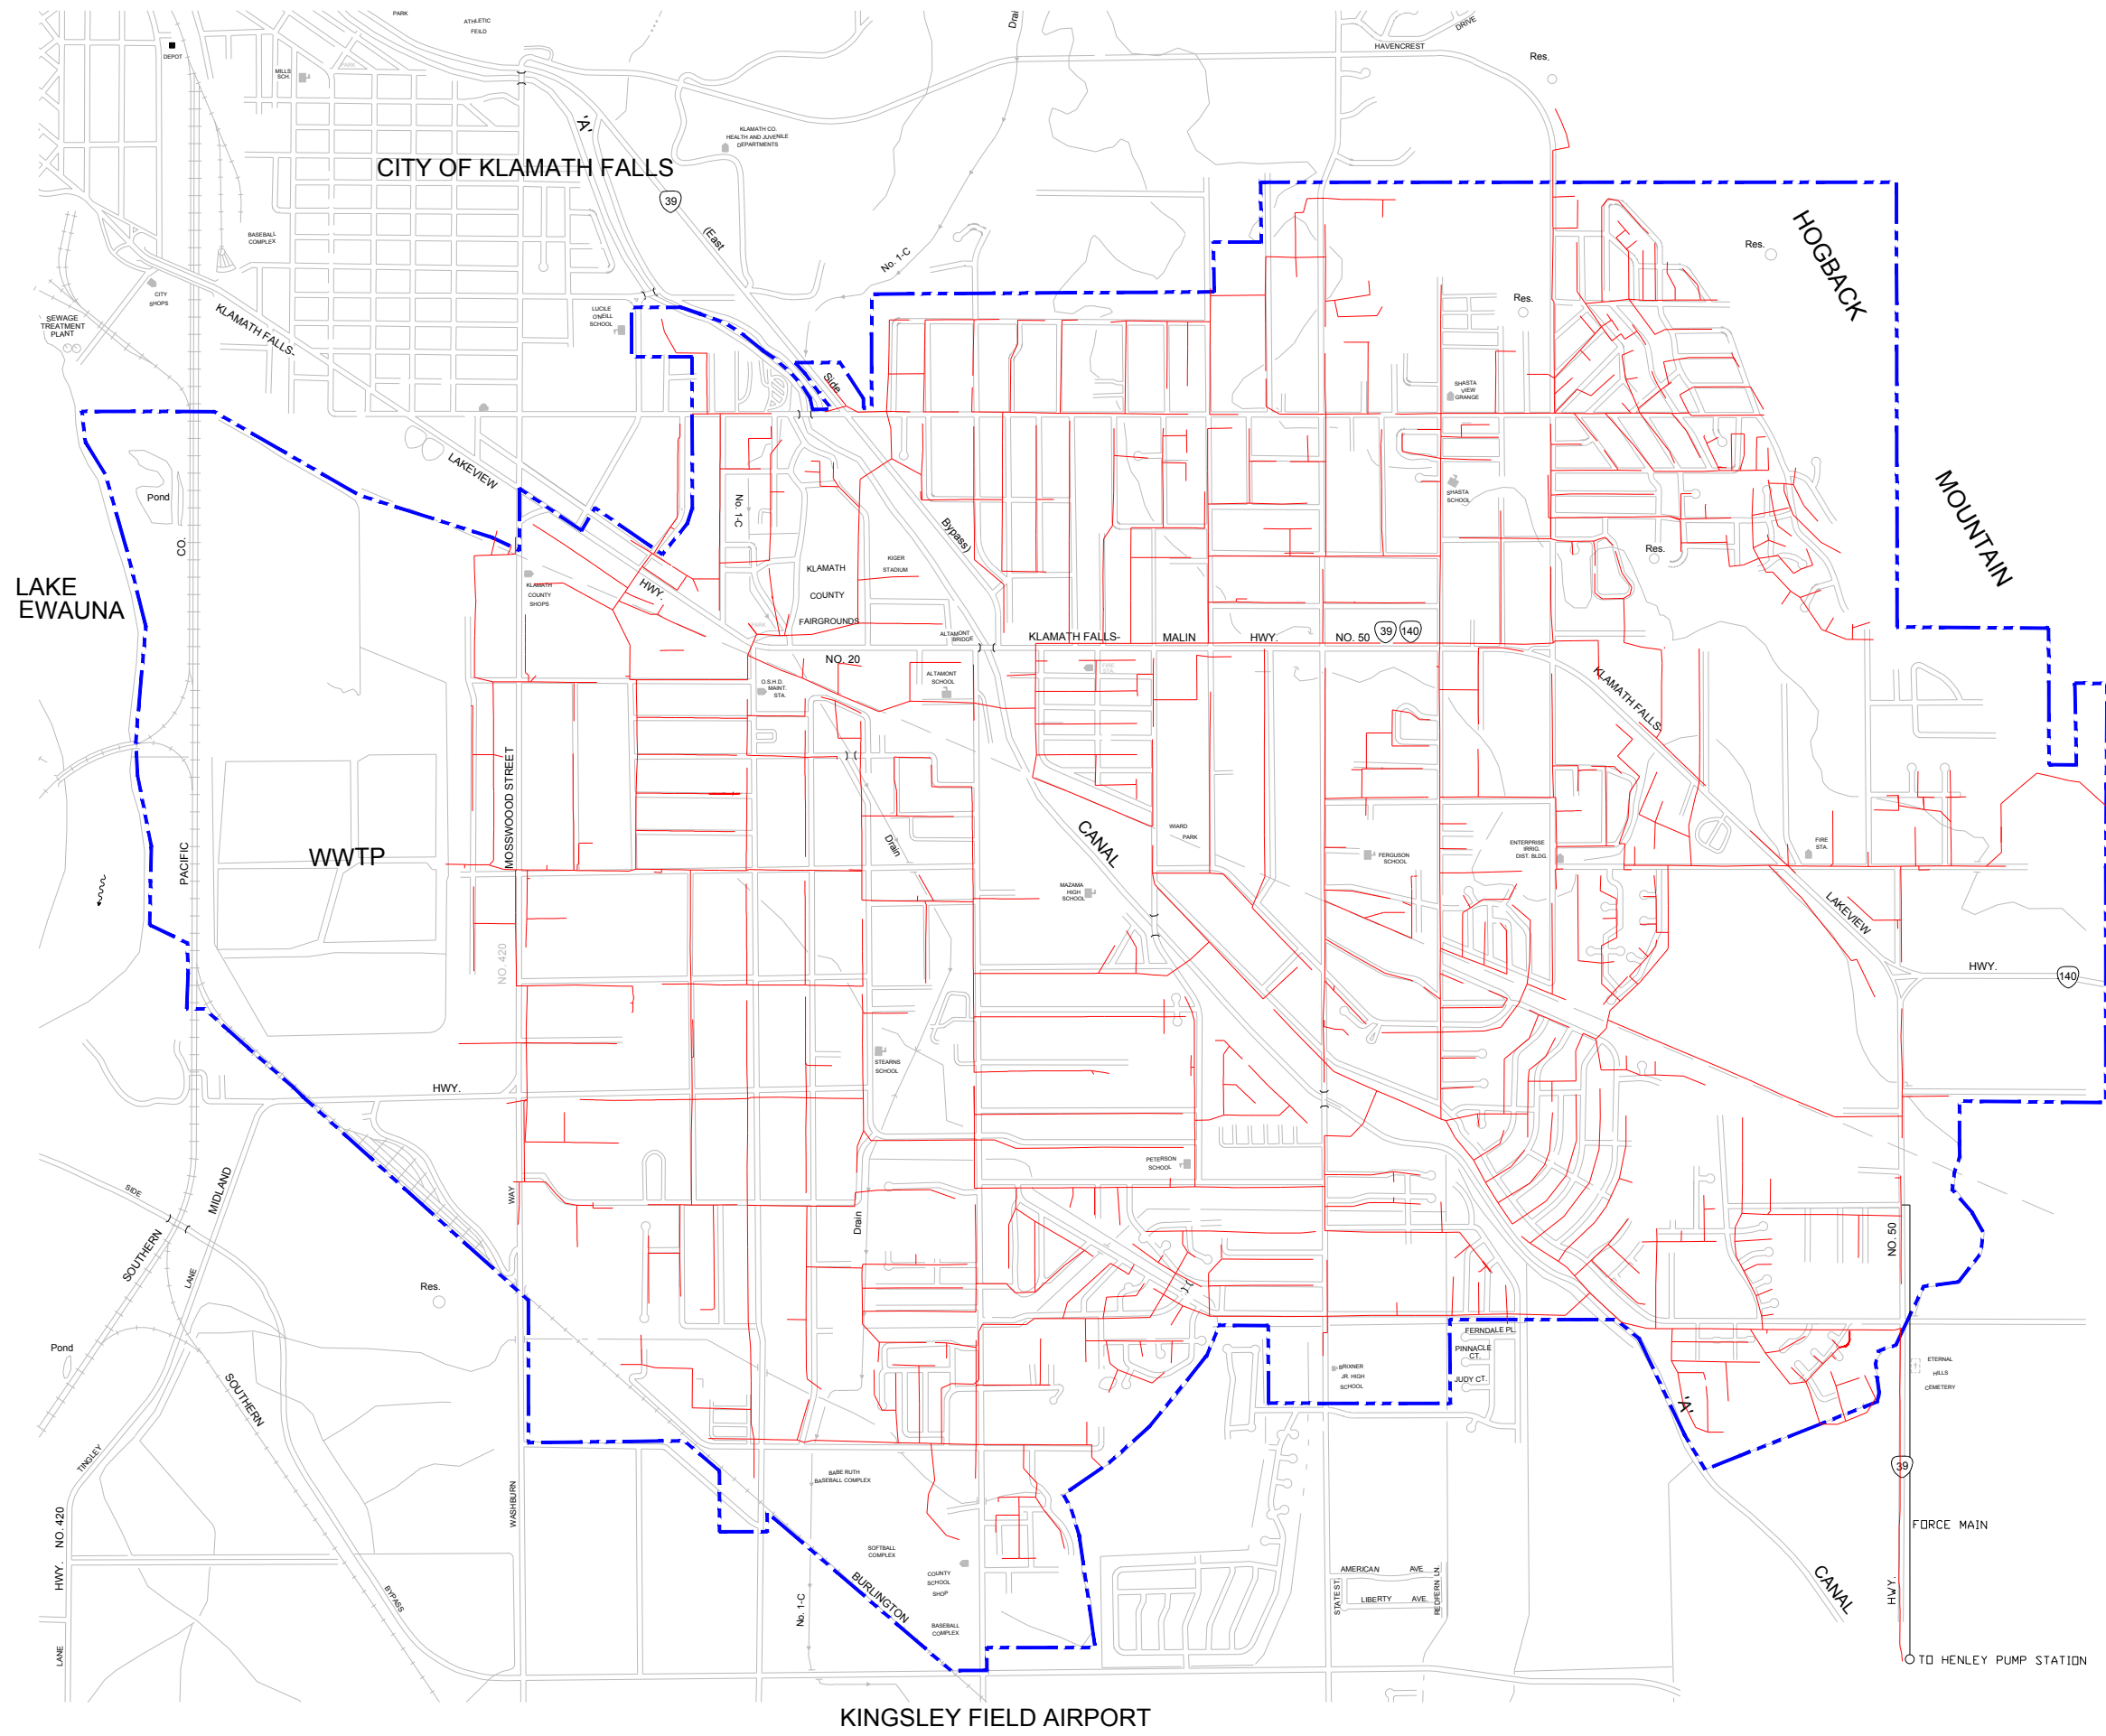 PARK
ATHLETIC
FEILD
Drai
DRIVE
HAVENCREST
Res.
DEPOT
MILLS
SCH.
PARK
'A'
KLAMATH CO.
HEALTH AND JUVENILE
DEPARTMENTS
CITY OF KLAMATH FALLS
39
(East
No. 1-C
BASEBALL
COMPLEX
HOGBACK
Res.
CITY
SHOPS
SEWAGE
TREATMENT
PLANT
KLAMATH FALLS-
LUCILE
O'NEILL
SCHOOL
Res.
Side
SHASTA
VIEW
GRANGE
LAKEVIEW
Pond
No. 1-C
SHASTA
SCHOOL
MOUNTAIN
CO.
Bypass)
Res.
KIGER
STADIUM
KLAMATH
COUNTY
FAIRGROUNDS
LAKE
EWAUNA
KLAMATH
COUNTY
SHOPS
HWY.
PARK
ALTAMONT
BRIDGE
KLAMATH FALLS-
MALIN
HWY.
NO. 50
39
140
NO. 20
FIRE
STA.
ALTAMONT
SCHOOL
O.S.H.D.
MAINT.
STA.
KLAMATH FALLS-
MOSSWOOD STREET
WWTP
PACIFIC
Drain
CANAL
WIARD
PARK
FERGUSON
SCHOOL
ENTERPRISE
IRRIG.
DIST. BLDG.
FIRE
STA.
MAZAMA
HIGH
SCHOOL
LAKEVIEW
NO. 420
HWY.
140
STEARNS
SCHOOL
HWY.
PETERSON
SCHOOL
SIDE
MIDLAND
WAY
Drain
SOUTHERN
LANE
NO. 50
Res.
Pond
FERNDALE PL.
PINNACLE
CT.
JUDY CT.
BRIXNER
JR. HIGH
SCHOOL
ETERNAL
HILLS
CEMETERY
SOUTHERN
'A'
TINGLEY
BABE RUTH
BASEBALL COMPLEX
39
WASHBURN
NO. 420
HWY.
FORCE MAIN
SOFTBALL
COMPLEX
BURLINGTON
COUNTY
SCHOOL
SHOP
AMERICAN
AVE
STATE ST.
REDFERN LN.
LIBERTY
AVE.
CANAL
HWY.
BYPASS
No. 1-C
BASEBALL
COMPLEX
LANE
TO HENLEY PUMP STATION
KINGSLEY FIELD AIRPORT